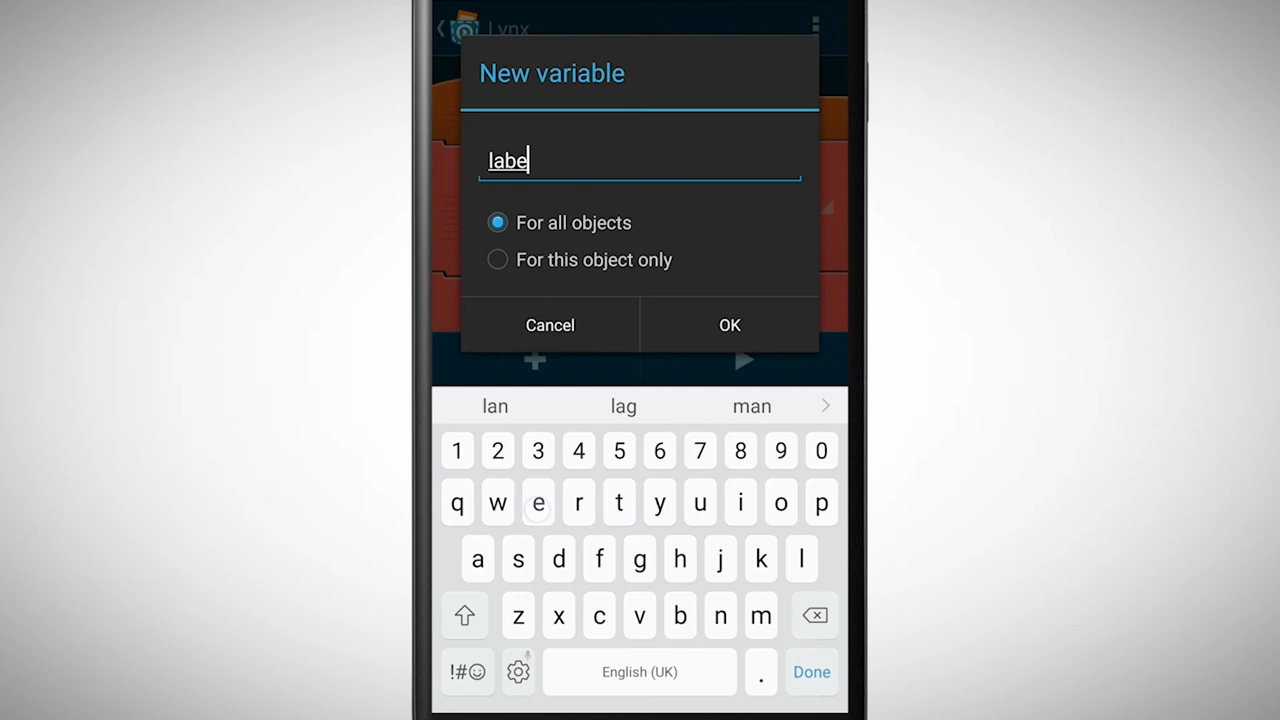 Lynx
New variable
labe
For all objects
For this object only
Cancel OK
lan lag man
1 2 3 4 5 6 7 8 9 0
q w e r t y u i o p
a s d f g h j k l
z x c v b n m
!#☺ English (UK) . Done